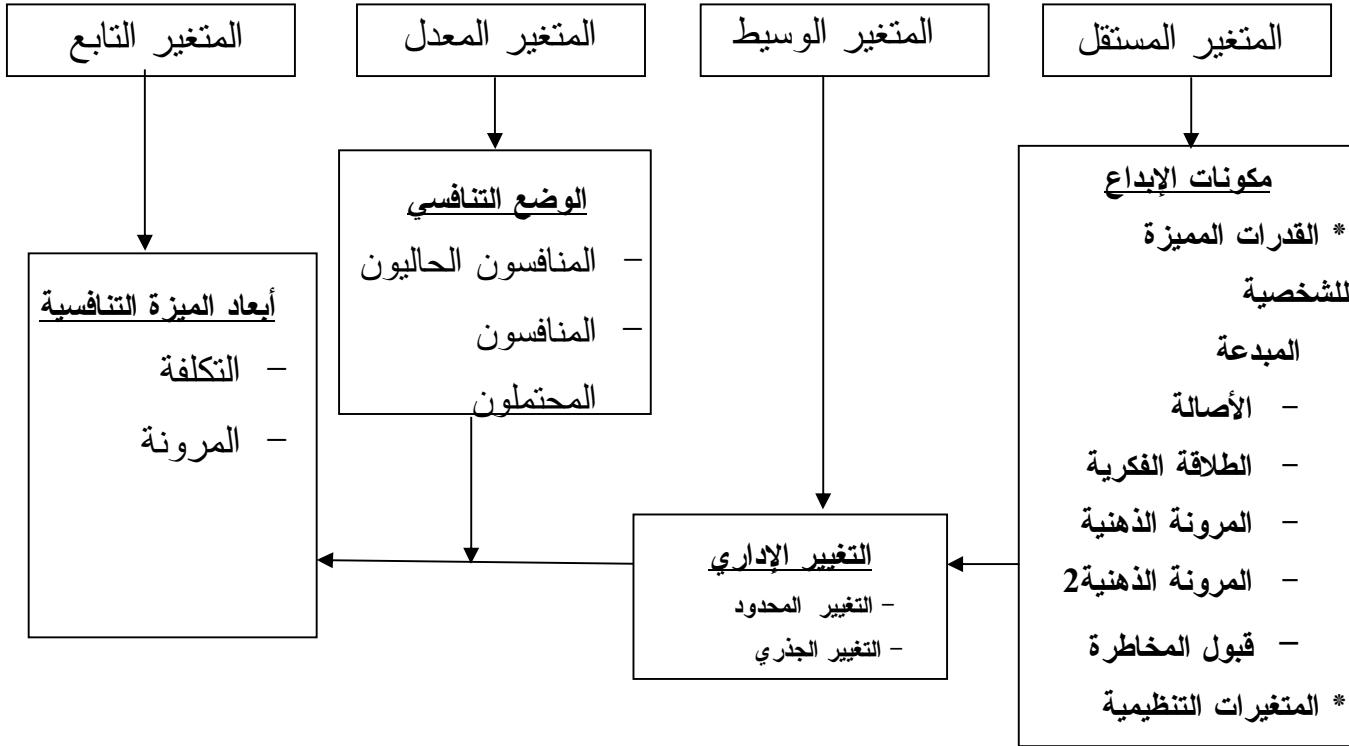 المتغير المستقل
المتغير الوسيط
المتغير المعدل
المتغير التابع
مكونات الإبداع
* القدرات المميزة
للشخصية
المبدعة
- الأصالة
- الطلاقة الفكرية
- المرونة الذهنية
- المرونة الذهنية2
- قبول المخاطرة
* المتغيرات التنظيمية
التغيير الإداري
- التغيير المحدود
- التغيير الجذري
الوضع التنافسي
- المنافسون الحاليون
- المنافسون
المحتملون
أبعاد الميزة التنافسية
- التكلفة
- المرونة